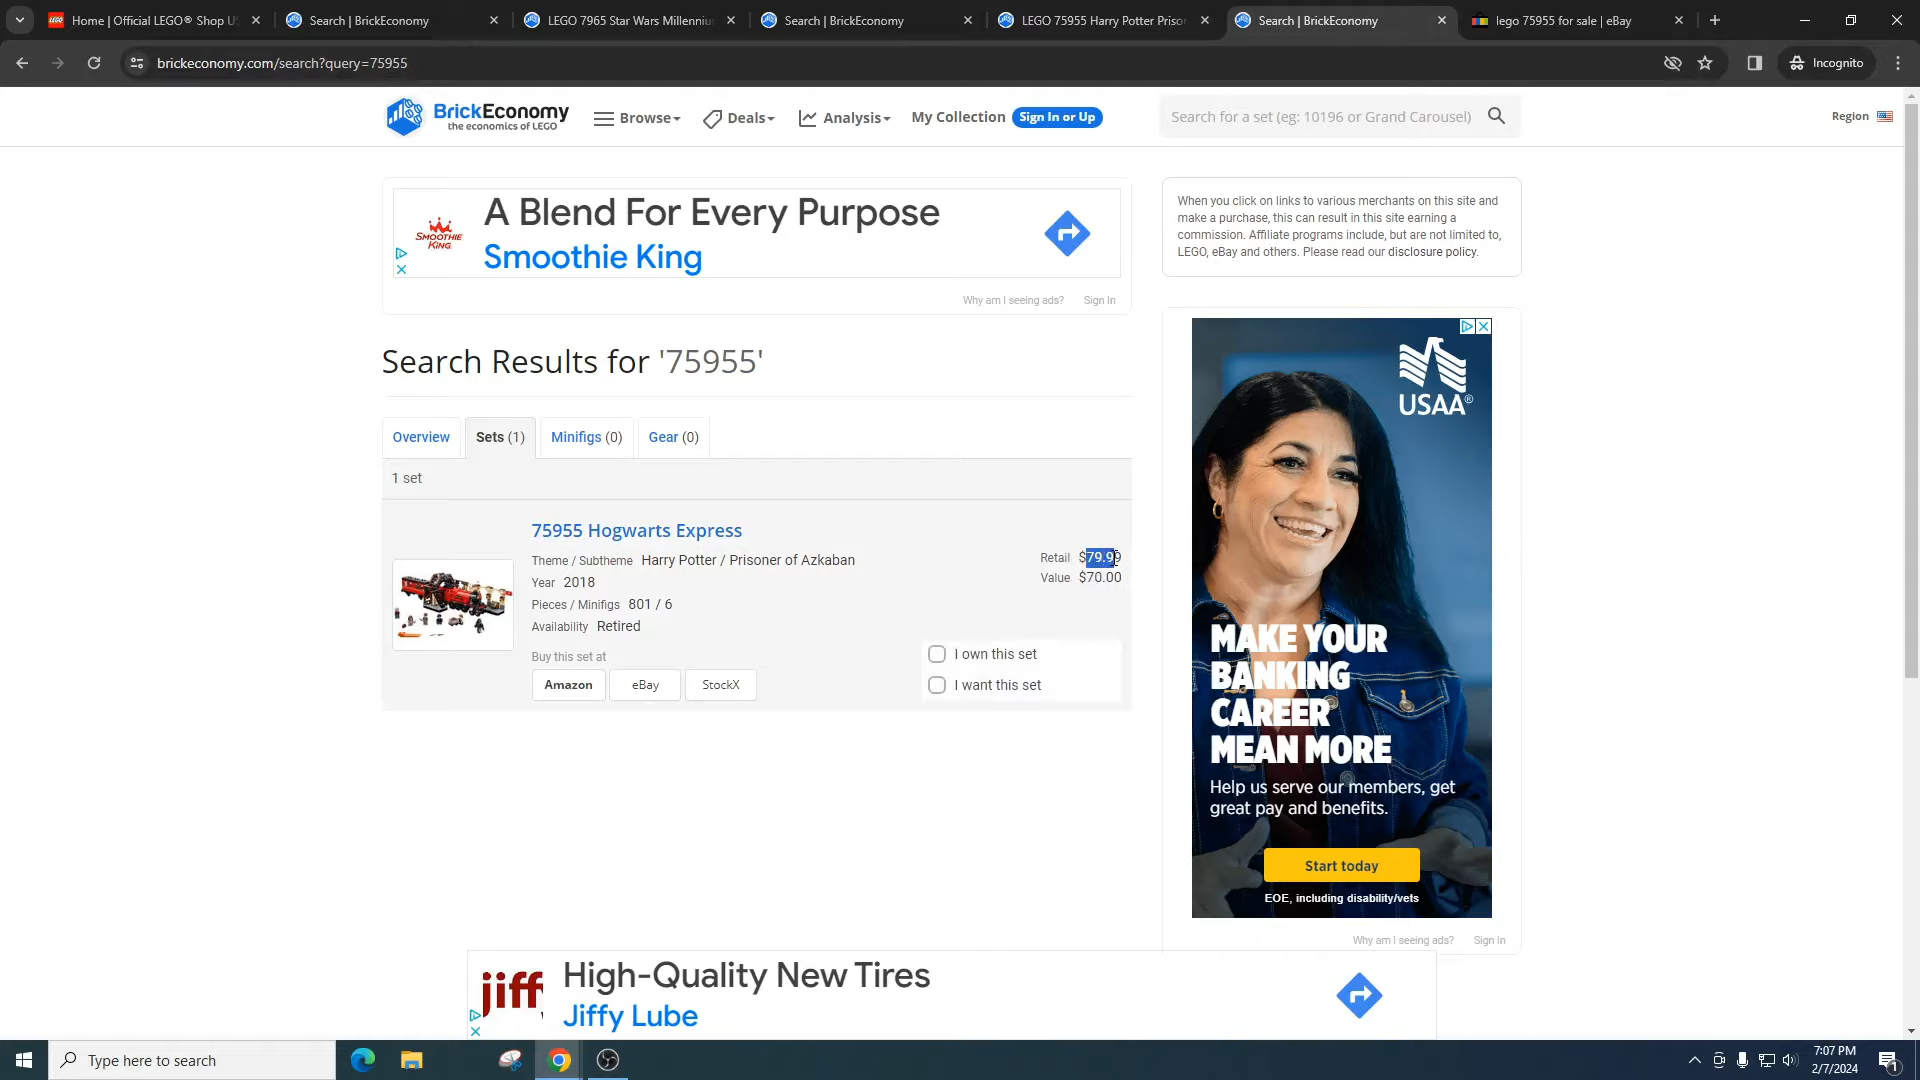 Home | Official LEGO® Shop U
Search | BrickEconomy
LEGO 7965 Star Wars Millenniu
Search | BrickEconomy
LEGO 75955 Harry Potter Priso
Search | BrickEconomy
lego 75955 for sale | eBay
brickeconomy.com/search?query=75955
Incognito
BrickEconomy
the economics of LEGO
Browse
Deals
Analysis
My Collection
Sign In or Up
Search for a set (eg: 10196 or Grand Carousel)
Region
SMOOTHIE KING
A Blend For Every Purpose
Smoothie King
Why am I seeing ads?
Sign In
When you click on links to various merchants on this site and
make a purchase, this can result in this site earning a
commission. Affiliate programs include, but are not limited to,
LEGO, eBay and others. Please read our disclosure policy.
Search Results for '75955'
Overview
Sets (1)
Minifigs (0)
Gear (0)
1 set
75955 Hogwarts Express
Theme / Subtheme Harry Potter / Prisoner of Azkaban
Year 2018
Pieces / Minifigs 801 / 6
Availability Retired
Buy this set at
Amazon
eBay
StockX
Retail $79.99
Value $70.00
I own this set
I want this set
USAA®
MAKE YOUR
BANKING
CAREER
MEAN MORE
Help us serve our members, get
great pay and benefits.
Start today
EOE, including disability/vets
Why am I seeing ads?
Sign In
jiff
High-Quality New Tires
Jiffy Lube
Type here to search
7:07 PM
2/7/2024
1